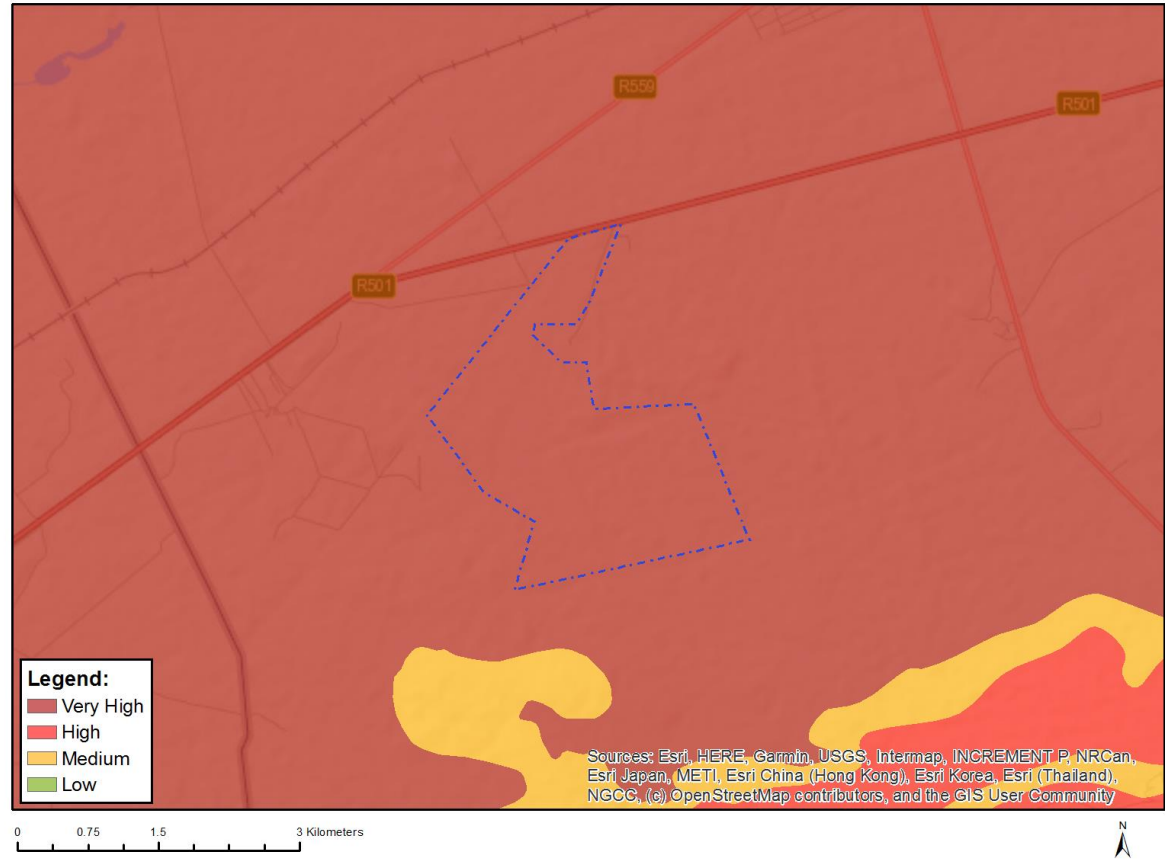 R559
R501
R501
Legend:
Very High
High
Medium
Low
Sources: Esri, HERE, Garmin, USGS, Intermap, INCREMENT P, NRCan,
Esri Japan, METI, Esri China (Hong Kong), Esri Korea, Esri (Thailand),
NGCC, (c) OpenStreetMap contributors, and the GIS User Community
0 0.75 1.5 3 Kilometers
N